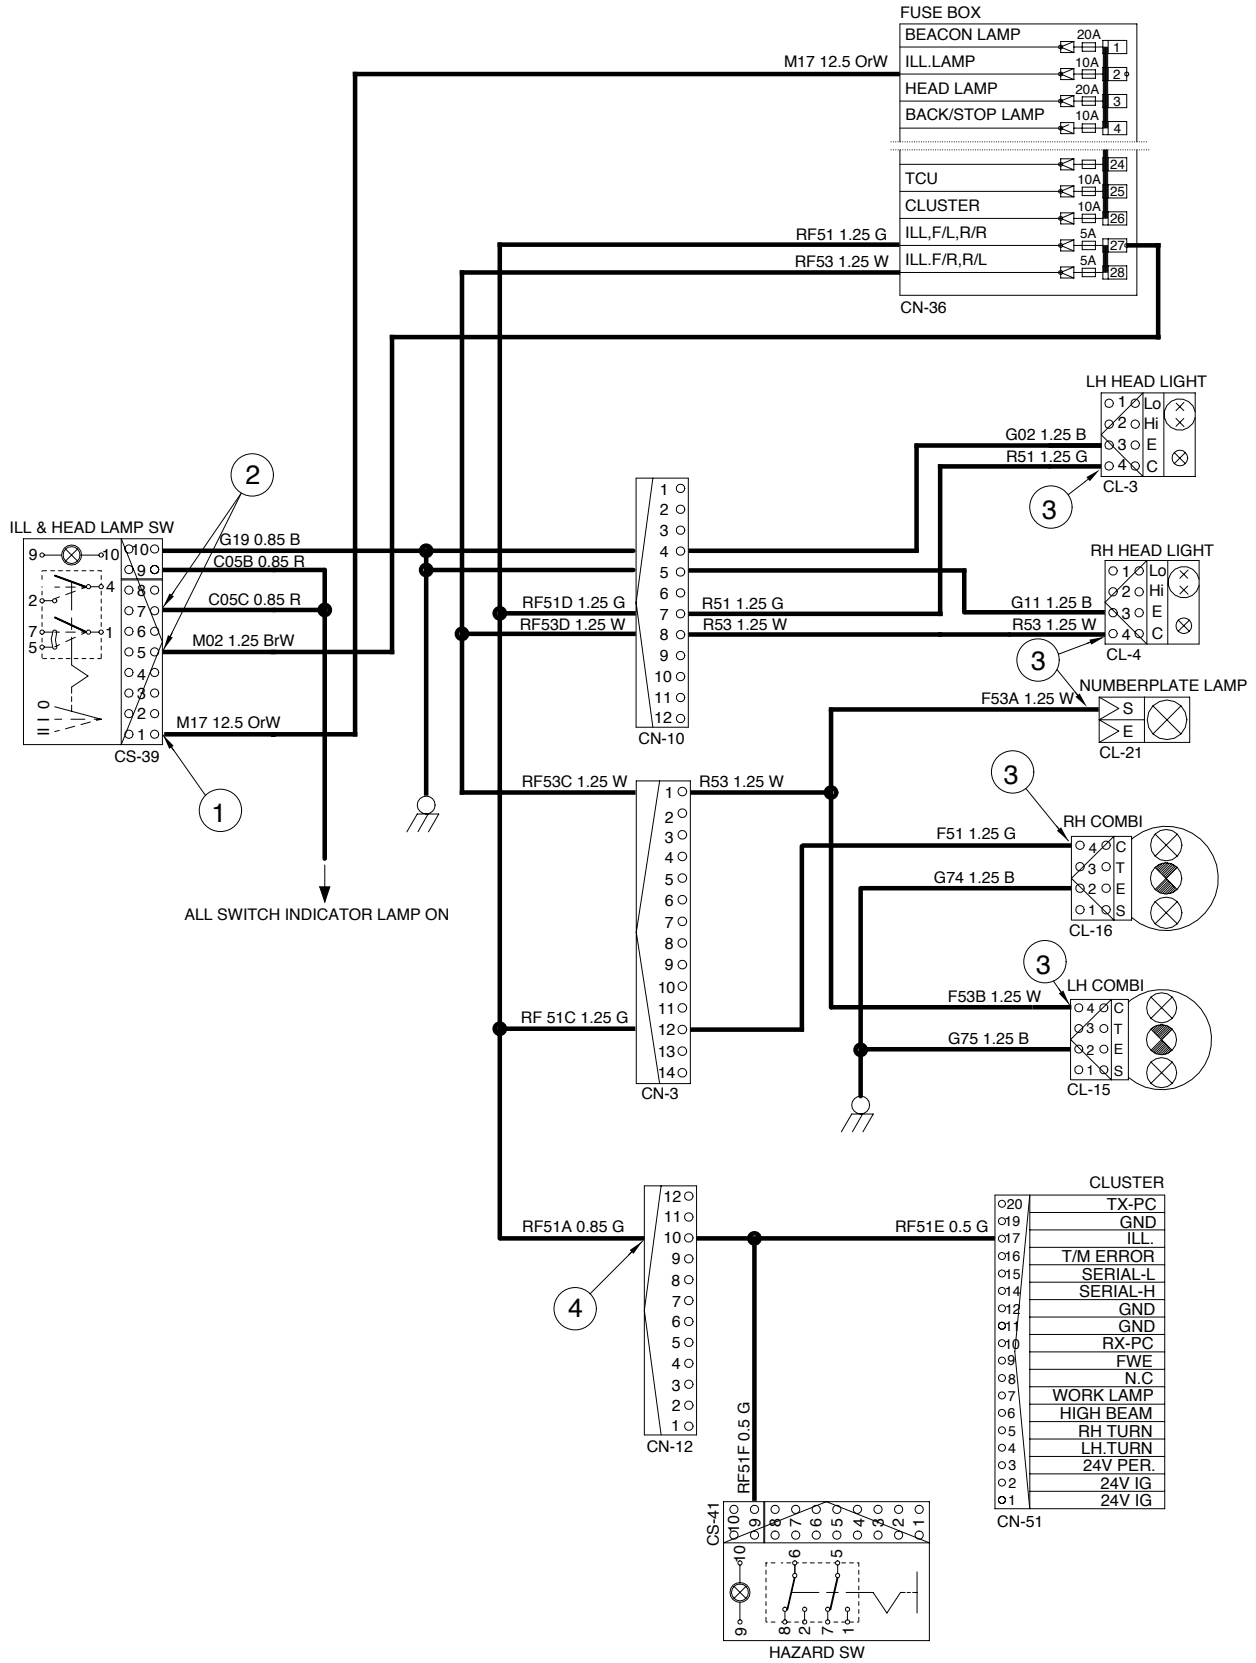 FUSE BOX
BEACON LAMP 20A 1
M17 12.5 OrW ILL.LAMP 10A 2
HEAD LAMP 20A 3
BACK/STOP LAMP 10A 4
24
TCU 10A 25
CLUSTER 10A 26
RF51 1.25 G ILL,F/L,R/R 5A 27
RF53 1.25 W ILL.F/R,R/L 5A 28
CN-36
LH HEAD LIGHT
1 Lo
2 Hi
G02 1.25 B 3 E
R51 1.25 G 4 C
CL-3
3
2
ILL & HEAD LAMP SW
9 10
4
2
7 1
5
0
I
II
10 G19 0.85 B
9 C05B 0.85 R
8
7 C05C 0.85 R
6
5 M02 1.25 BrW
4
3
2
1 M17 12.5 OrW
CS-39
1
ALL SWITCH INDICATOR LAMP ON
1
2
3
4
5
6
RF51D 1.25 G 7 R51 1.25 G
RF53D 1.25 W 8 R53 1.25 W
9
10
11
12
CN-10
RH HEAD LIGHT
1 Lo
2 Hi
G11 1.25 B 3 E
R53 1.25 W 4 C
CL-4
3
NUMBERPLATE LAMP
F53A 1.25 W S
E
CL-21
RF53C 1.25 W 1 R53 1.25 W
2
3
4
5
6
7
8
9
10
11
RF 51C 1.25 G 12
13
14
CN-3
3
RH COMBI
F51 1.25 G 4 C
3 T
G74 1.25 B 2 E
1 S
CL-16
3
LH COMBI
F53B 1.25 W 4 C
3 T
G75 1.25 B 2 E
1 S
CL-15
12
11
RF51A 0.85 G 10 RF51E 0.5 G
9
8
7
6
5
4
3
2
1
CN-12
4
CLUSTER
20 TX-PC
19 GND
17 ILL.
16 T/M ERROR
15 SERIAL-L
14 SERIAL-H
12 GND
11 GND
10 RX-PC
9 FWE
8 N.C
7 WORK LAMP
6 HIGH BEAM
5 RH TURN
4 LH.TURN
3 24V PER.
2 24V IG
1 24V IG
CN-51
RF51F 0.5 G
CS-41
10 9 8 7 6 5 4 3 2 1
10 6 5
9 8 2 7 1
HAZARD SW